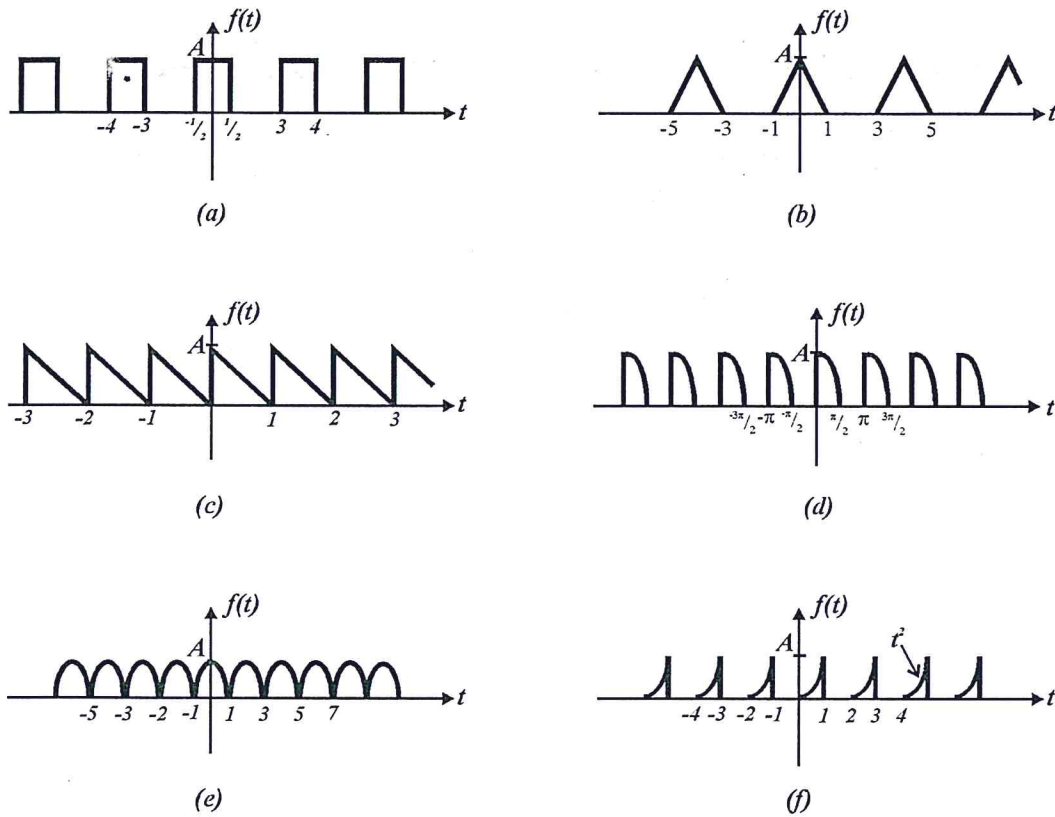 f(t)
A
t
-4 -3 -1/2 1/2 3 4
(a)
f(t)
A
t
-5 -3 -1 1 3 5
(b)
f(t)
A
t
-3 -2 -1 1 2 3
(c)
f(t)
A
t
-3π/2 -π -π/2 π/2 π 3π/2
(d)
f(t)
A
t
-5 -3 -2 -1 1 3 5 7
(e)
f(t)
A
t²
t
-4 -3 -2 -1 1 2 3 4
(f)